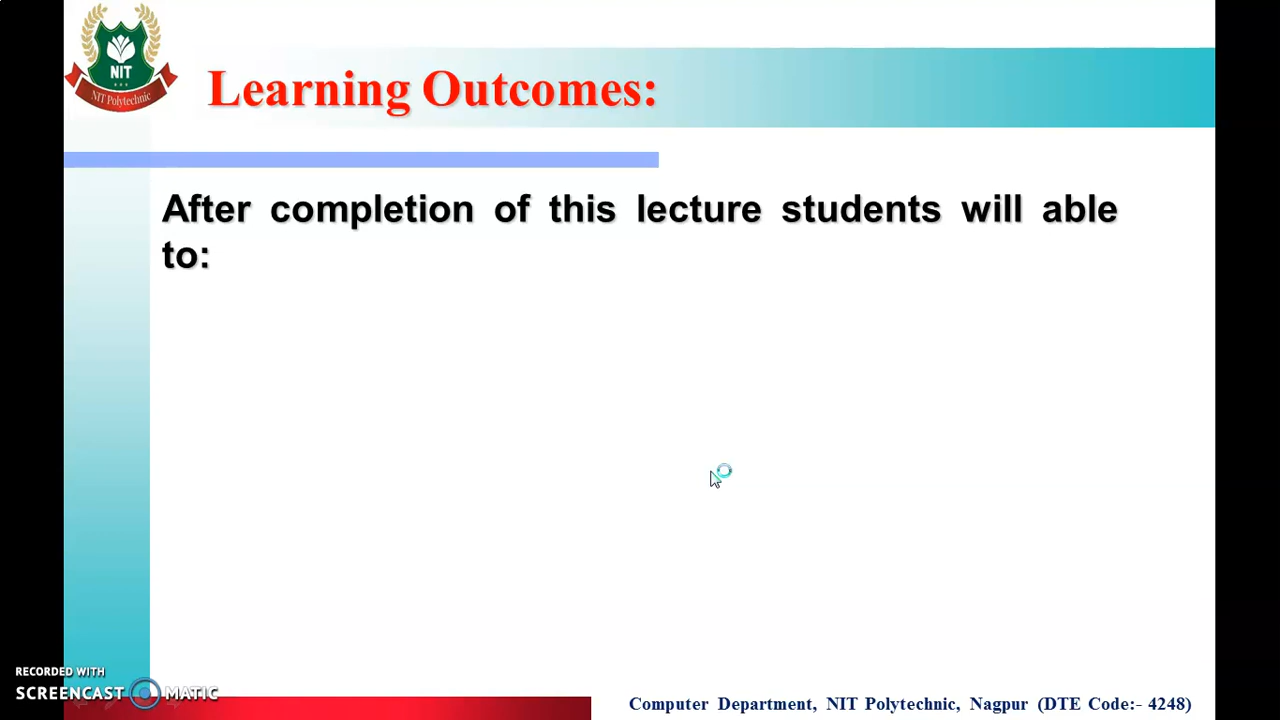 NIT
NIT Polytechnic
Learning Outcomes:
After completion of this lecture students will able
to:
RECORDED WITH
SCREENCAST MATIC
Computer Department, NIT Polytechnic, Nagpur (DTE Code:- 4248)